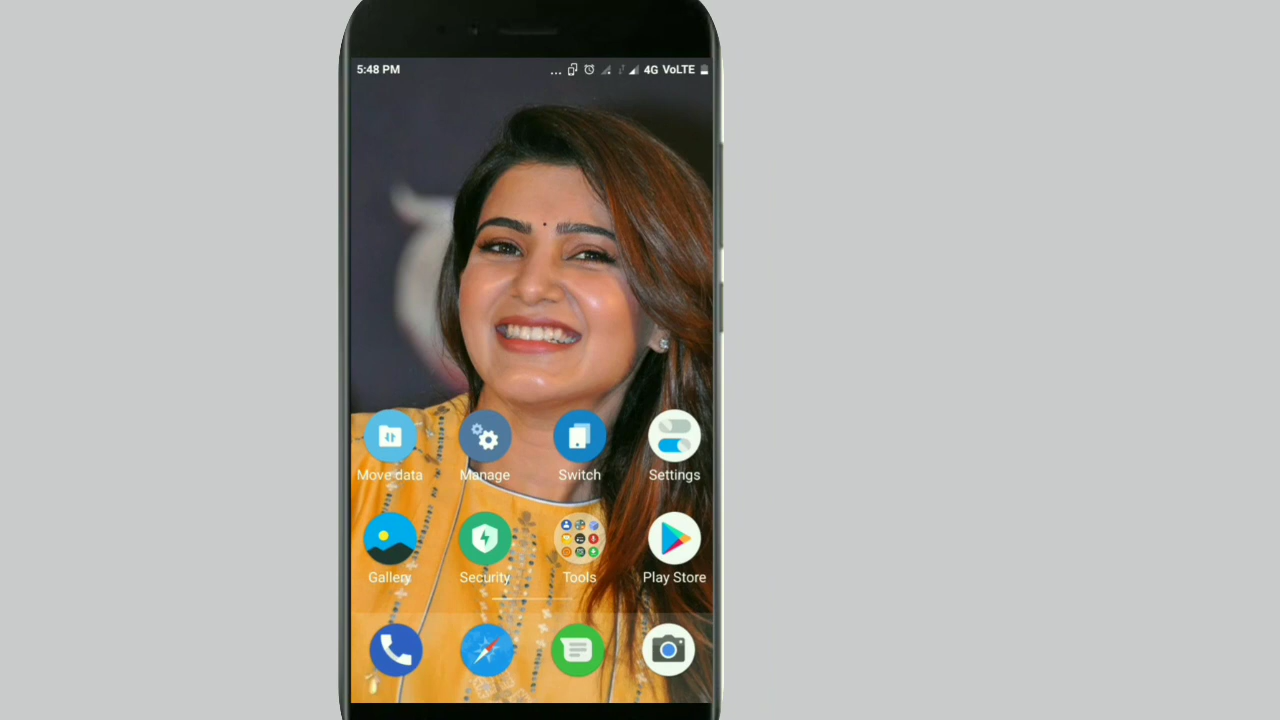 5:48 PM ... 4G VoLTE
Move data Manage Switch Settings
Gallery Security Tools Play Store